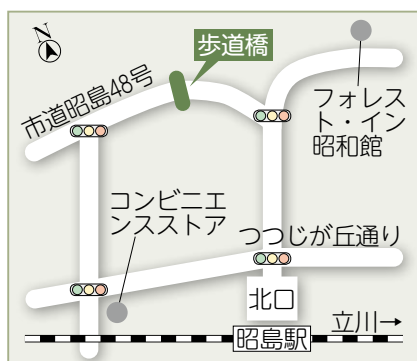 N
歩道橋
市道昭島48号
フォレス
ト・イン
昭和館
コンビニエ
ンスストア
つつじが丘通り
北口
立川→
昭島駅